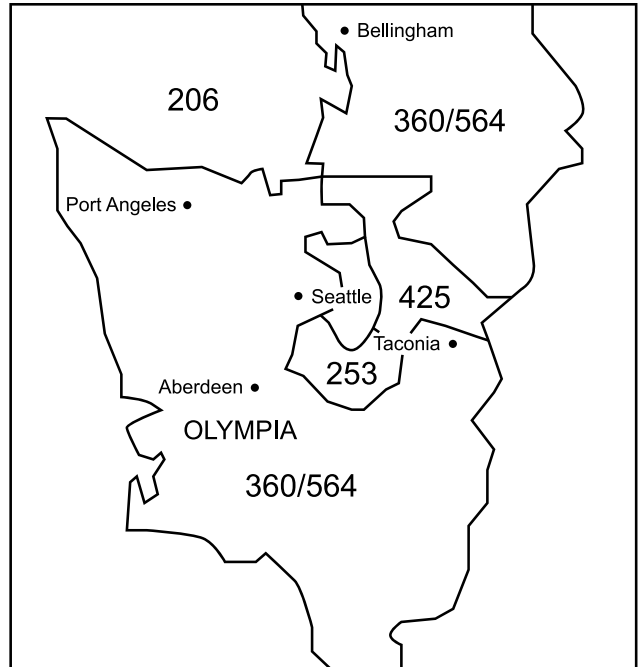 Bellingham
206
360/564
Port Angeles
Seattle
425
Taconia
253
Aberdeen
OLYMPIA
360/564